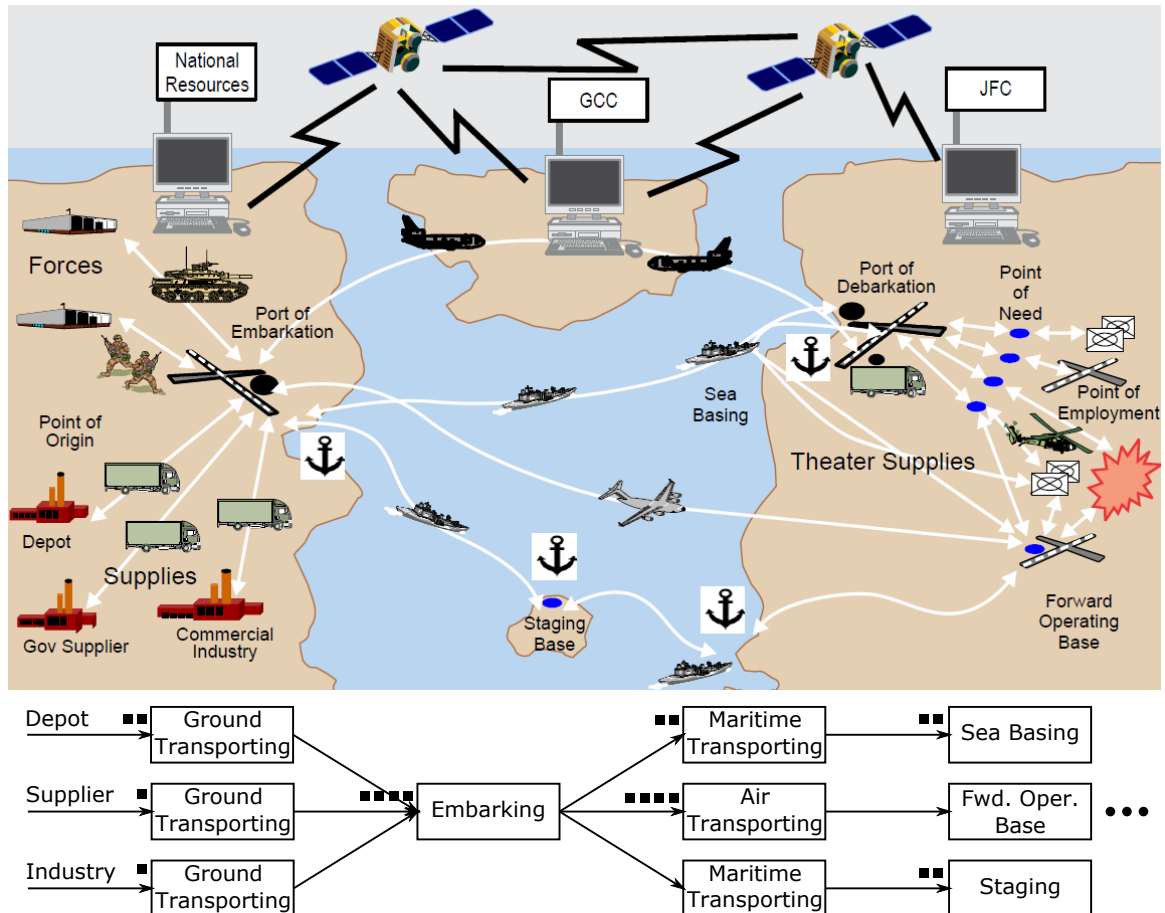 National
Resources
GCC
JFC
Forces
Port of
Embarkation
Port of
Debarkation
Point
of
Need
Sea
Basing
Point of
Employment
Point of
Origin
Theater Supplies
Depot
Supplies
Gov Supplier
Commercial
Industry
Staging
Base
Forward
Operating
Base
Depot
Ground
Transporting
Maritime
Transporting
Sea Basing
Supplier
Ground
Transporting
Embarking
Air
Transporting
Fwd. Oper.
Base
Industry
Ground
Transporting
Maritime
Transporting
Staging